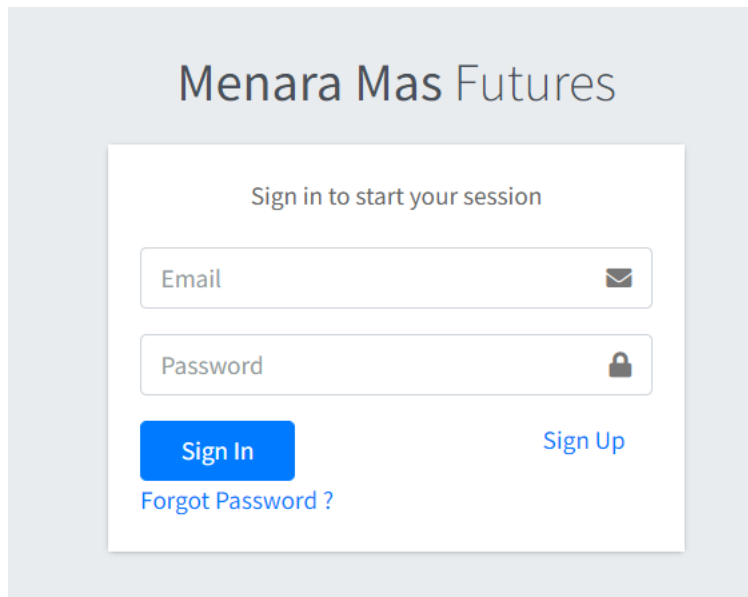 Menara Mas Futures
Sign in to start your session
Email
Password
Sign In
Sign Up
Forgot Password ?